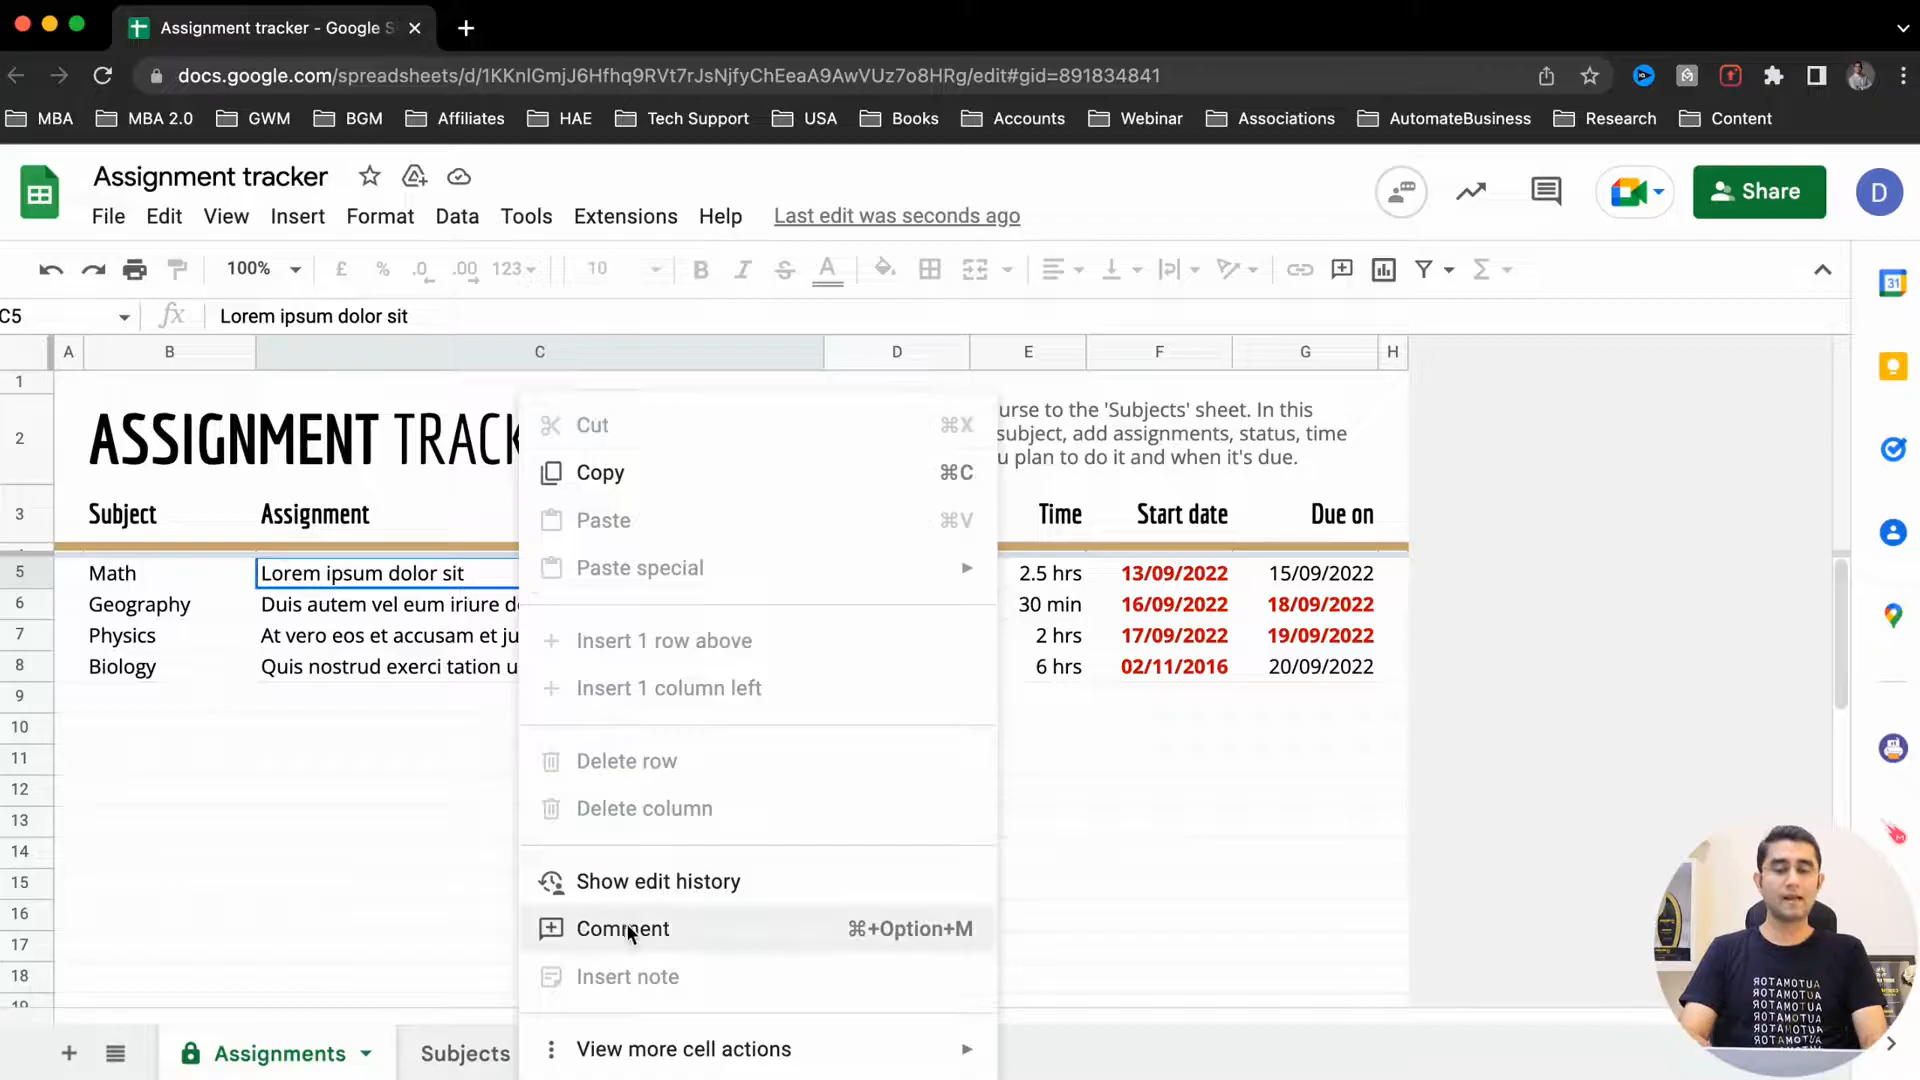 Assignment tracker - Google S
docs.google.com/spreadsheets/d/1KKnlGmjJ6Hfhq9RVt7rJsNjfyChEeaA9AwVUz7o8HRg/edit#gid=891834841
MBA MBA 2.0 GWM BGM Affiliates HAE Tech Support USA Books Accounts Webinar Associations AutomateBusiness Research Content
Assignment tracker
Share
D
File Edit View Insert Format Data Tools Extensions Help Last edit was seconds ago
100% £ % .0 .00 123 10 B I S A Σ
31
C5 fx Lorem ipsum dolor sit
A B C D E F G H
1
2 ASSIGNMENT TRACK
urse to the 'Subjects' sheet. In this
subject, add assignments, status, time
u plan to do it and when it's due.
3 Subject Assignment Time Start date Due on
5 Math Lorem ipsum dolor sit 2.5 hrs 13/09/2022 15/09/2022
6 Geography Duis autem vel eum iriure d 30 min 16/09/2022 18/09/2022
7 Physics At vero eos et accusam et ju 2 hrs 17/09/2022 19/09/2022
8 Biology Quis nostrud exerci tation u 6 hrs 02/11/2016 20/09/2022
9
10
11
12
13
14
15
16
17
18
19
Cut ⌘X
Copy ⌘C
Paste ⌘V
Paste special
Insert 1 row above
Insert 1 column left
Delete row
Delete column
Show edit history
Comment ⌘+Option+M
Insert note
View more cell actions
Assignments Subjects